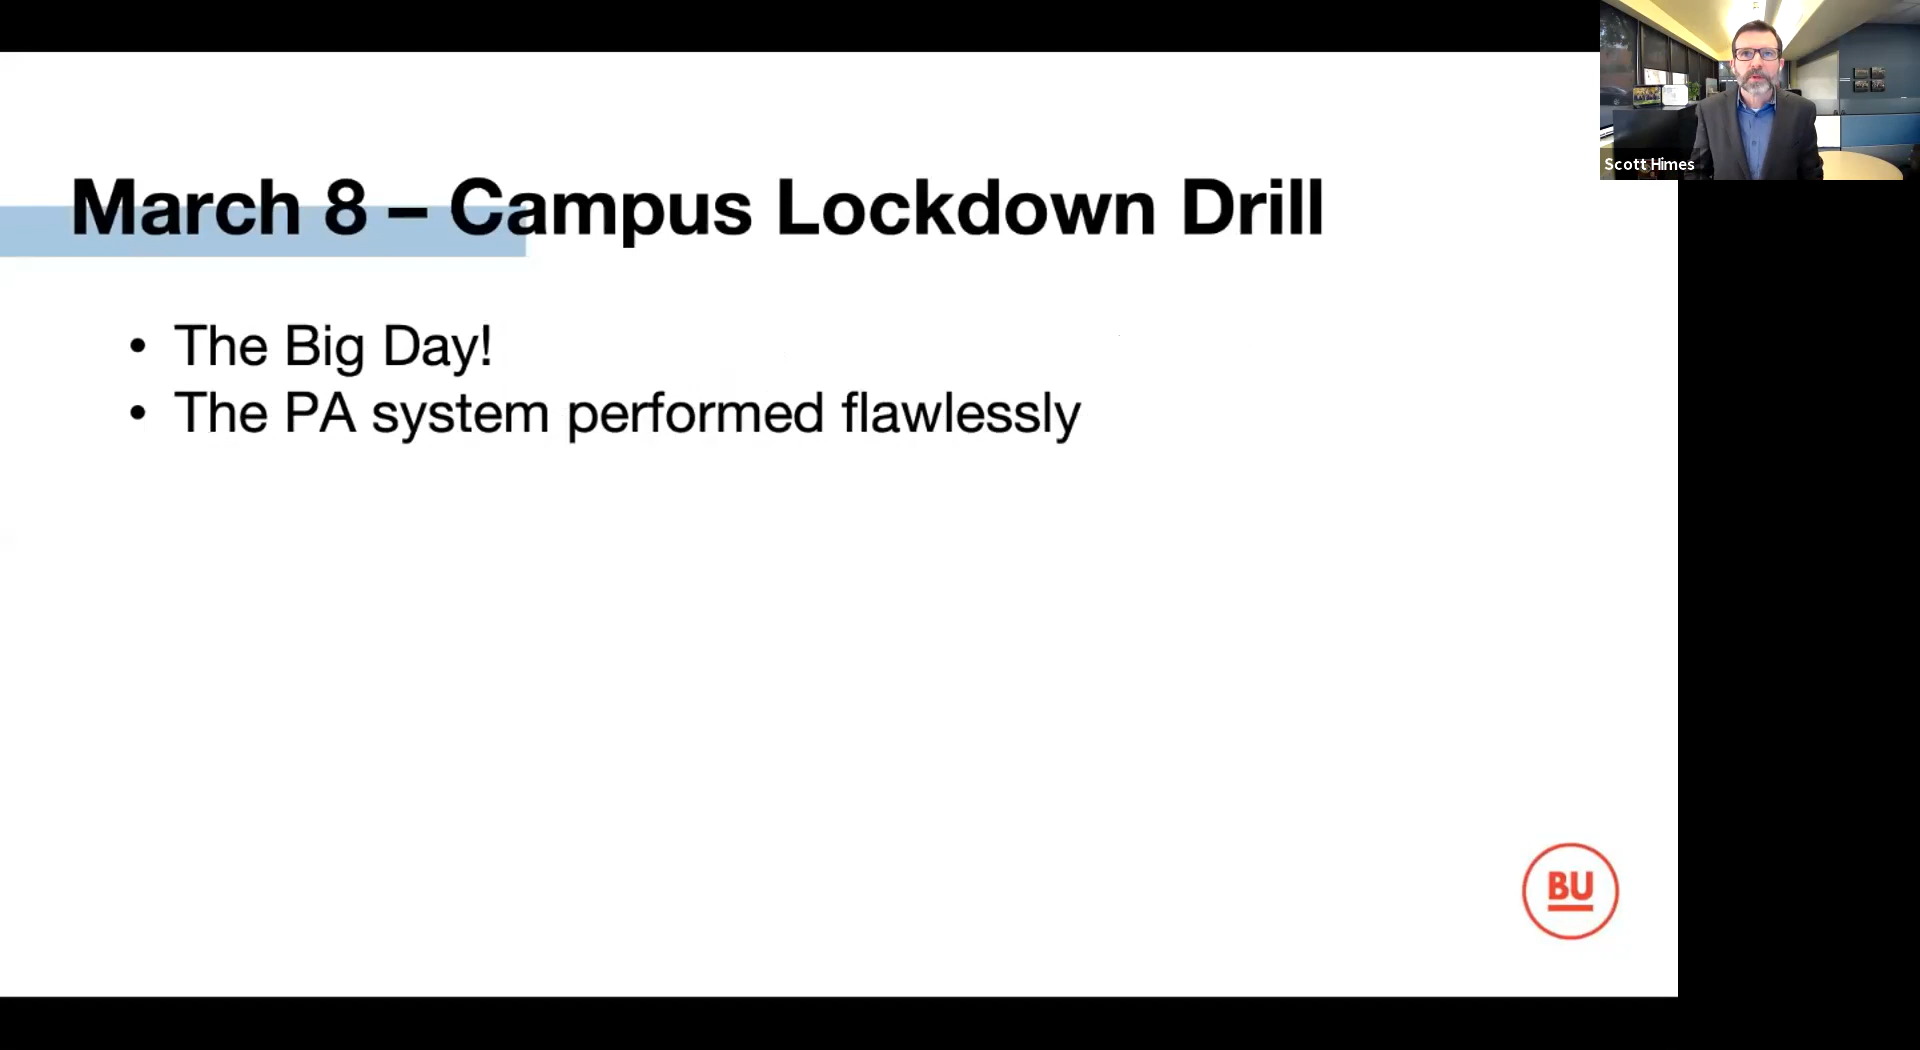 Scott Himes
March 8 – Campus Lockdown Drill
• The Big Day!
• The PA system performed flawlessly
BU